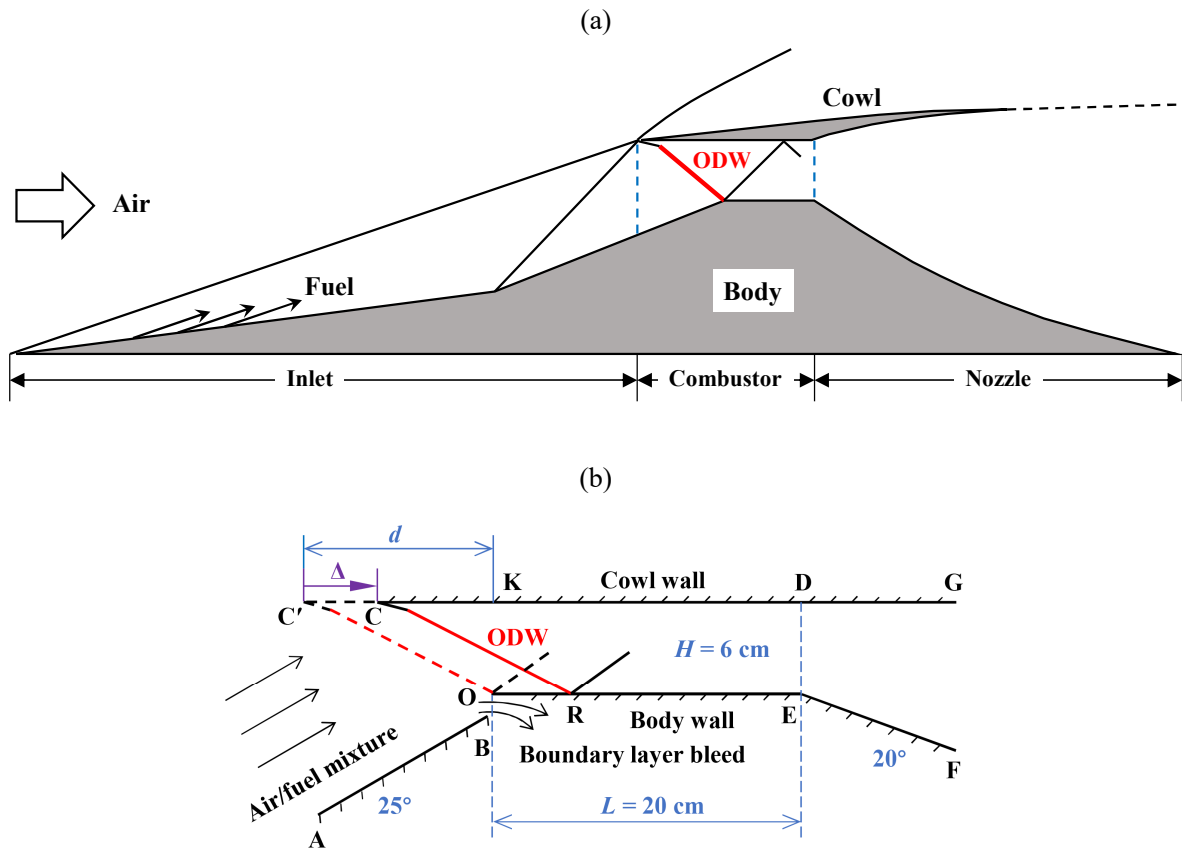 (a)
Cowl
ODW
Air
Fuel
Body
Inlet
Combustor
Nozzle
(b)
d
Δ
K
Cowl wall
D
G
C′
C
ODW
H = 6 cm
O
R
Body wall
E
B
Boundary layer bleed
Air/fuel mixture
25°
20°
F
L = 20 cm
A